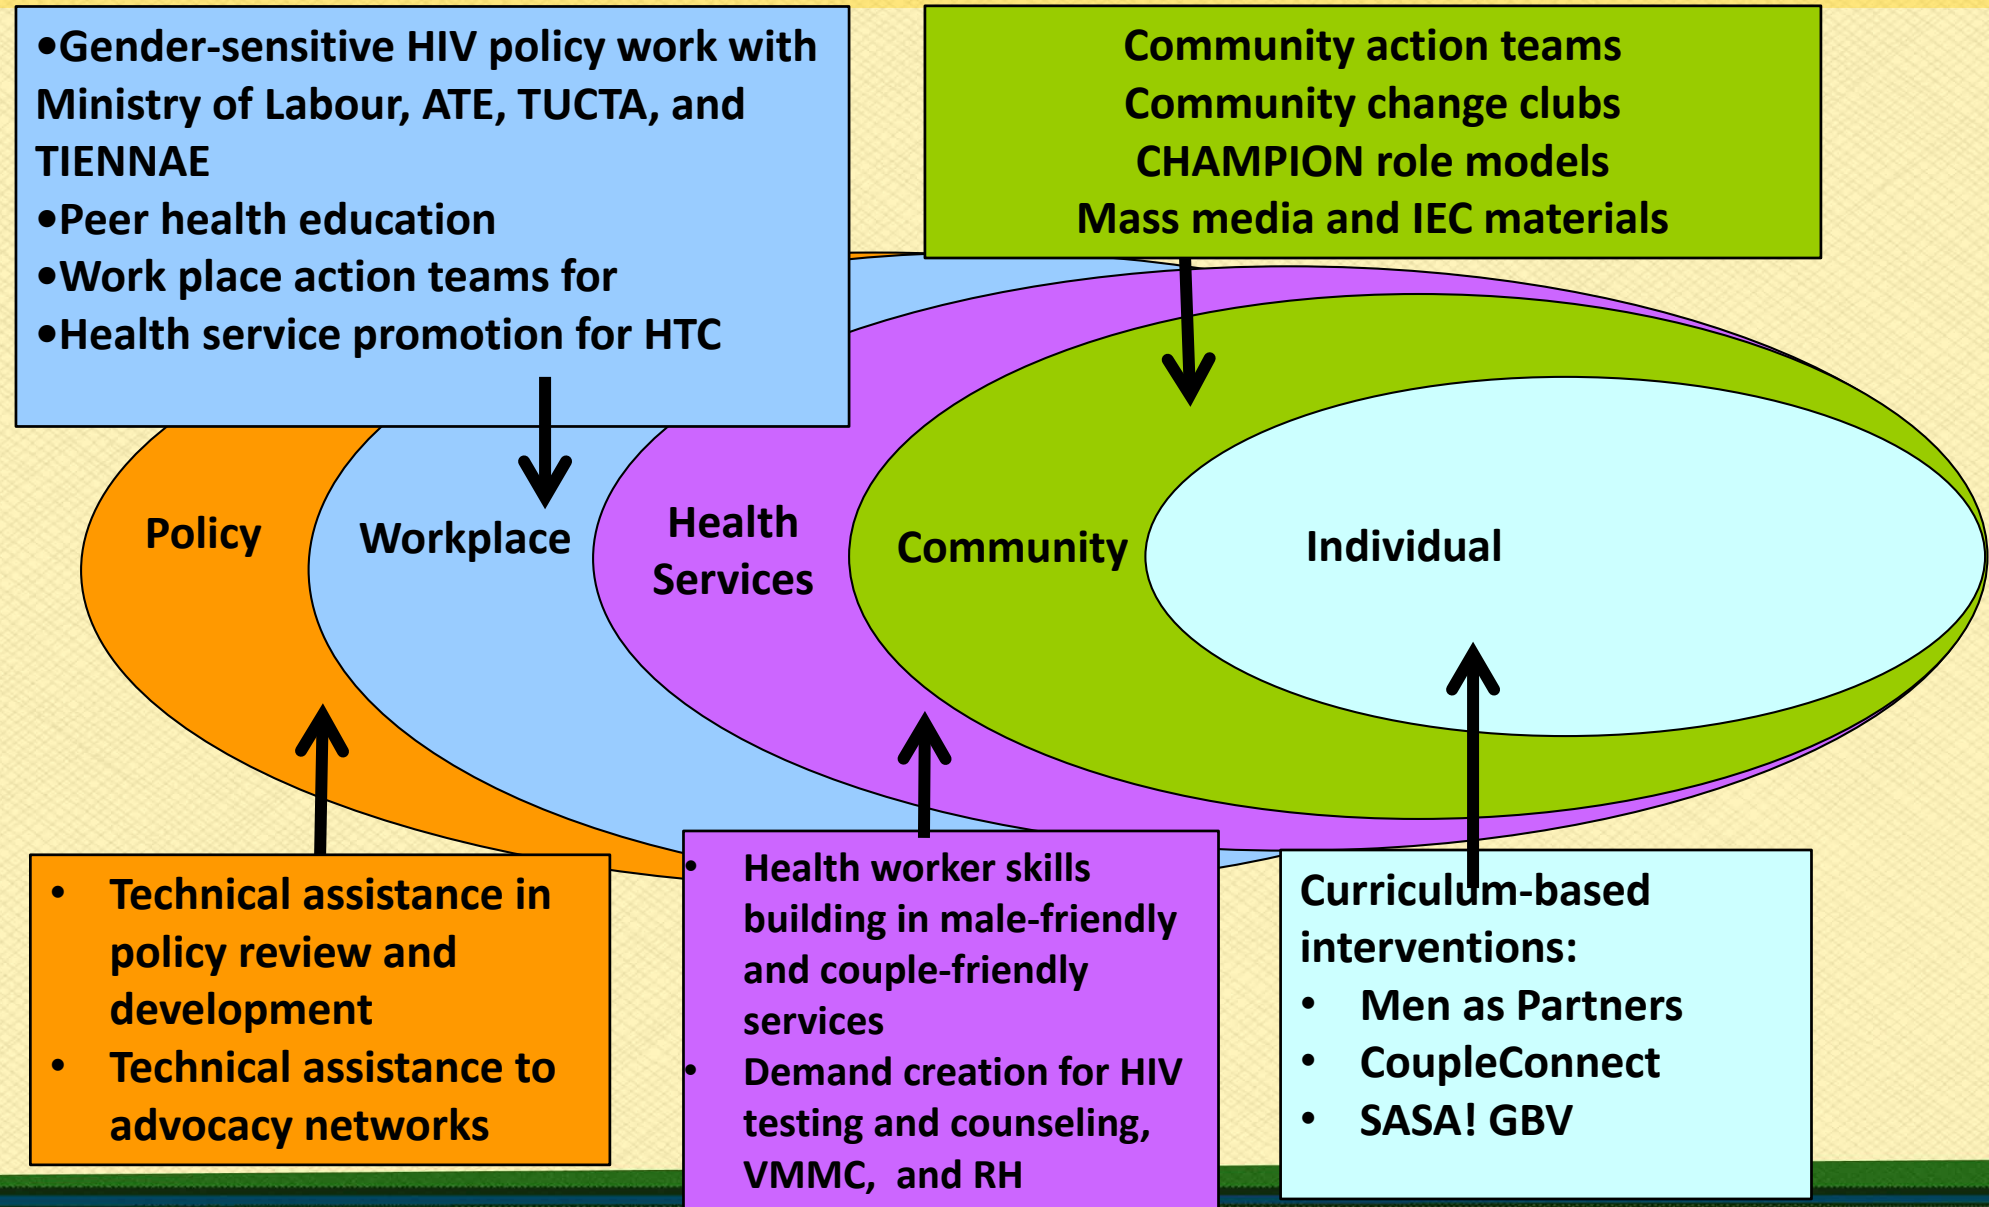 •Gender-sensitive HIV policy work with
Ministry of Labour, ATE, TUCTA, and
TIENNAE
•Peer health education
•Work place action teams for
•Health service promotion for HTC
Community action teams
Community change clubs
CHAMPION role models
Mass media and IEC materials
Policy
Workplace
Health
Services
Community
Individual
• Technical assistance in
policy review and
development
• Technical assistance to
advocacy networks
• Health worker skills
building in male-friendly
and couple-friendly
services
• Demand creation for HIV
testing and counseling,
VMMC, and RH
Curriculum-based
interventions:
• Men as Partners
• CoupleConnect
• SASA! GBV